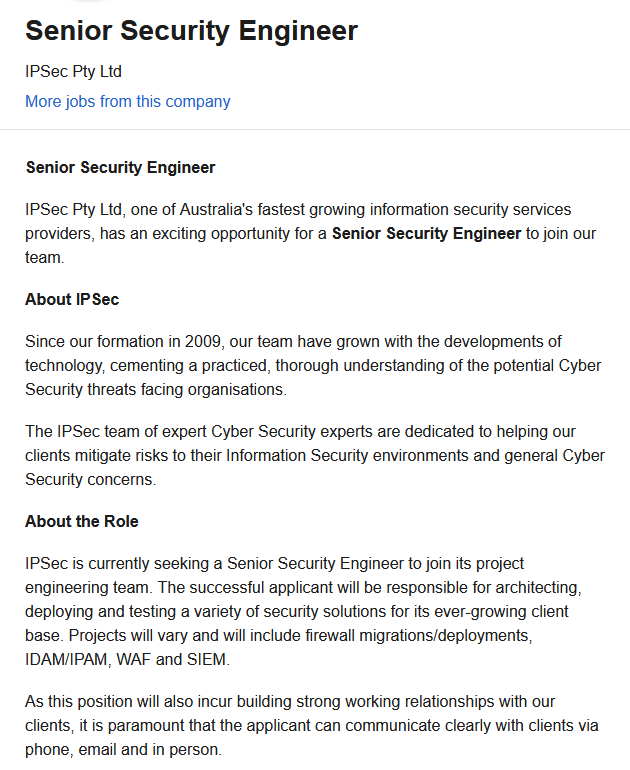 Senior Security Engineer
IPSec Pty Ltd
More jobs from this company
Senior Security Engineer
IPSec Pty Ltd, one of Australia's fastest growing information security services
providers, has an exciting opportunity for a Senior Security Engineer to join our
team.
About IPSec
Since our formation in 2009, our team have grown with the developments of
technology, cementing a practiced, thorough understanding of the potential Cyber
Security threats facing organisations.
The IPSec team of expert Cyber Security experts are dedicated to helping our
clients mitigate risks to their Information Security environments and general Cyber
Security concerns.
About the Role
IPSec is currently seeking a Senior Security Engineer to join its project
engineering team. The successful applicant will be responsible for architecting,
deploying and testing a variety of security solutions for its ever-growing client
base. Projects will vary and will include firewall migrations/deployments,
IDAM/IPAM, WAF and SIEM.
As this position will also incur building strong working relationships with our
clients, it is paramount that the applicant can communicate clearly with clients via
phone, email and in person.